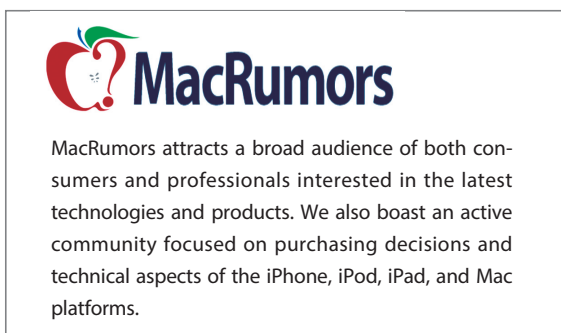 MacRumors
MacRumors attracts a broad audience of both con-
sumers and professionals interested in the latest
technologies and products. We also boast an active
community focused on purchasing decisions and
technical aspects of the iPhone, iPod, iPad, and Mac
platforms.